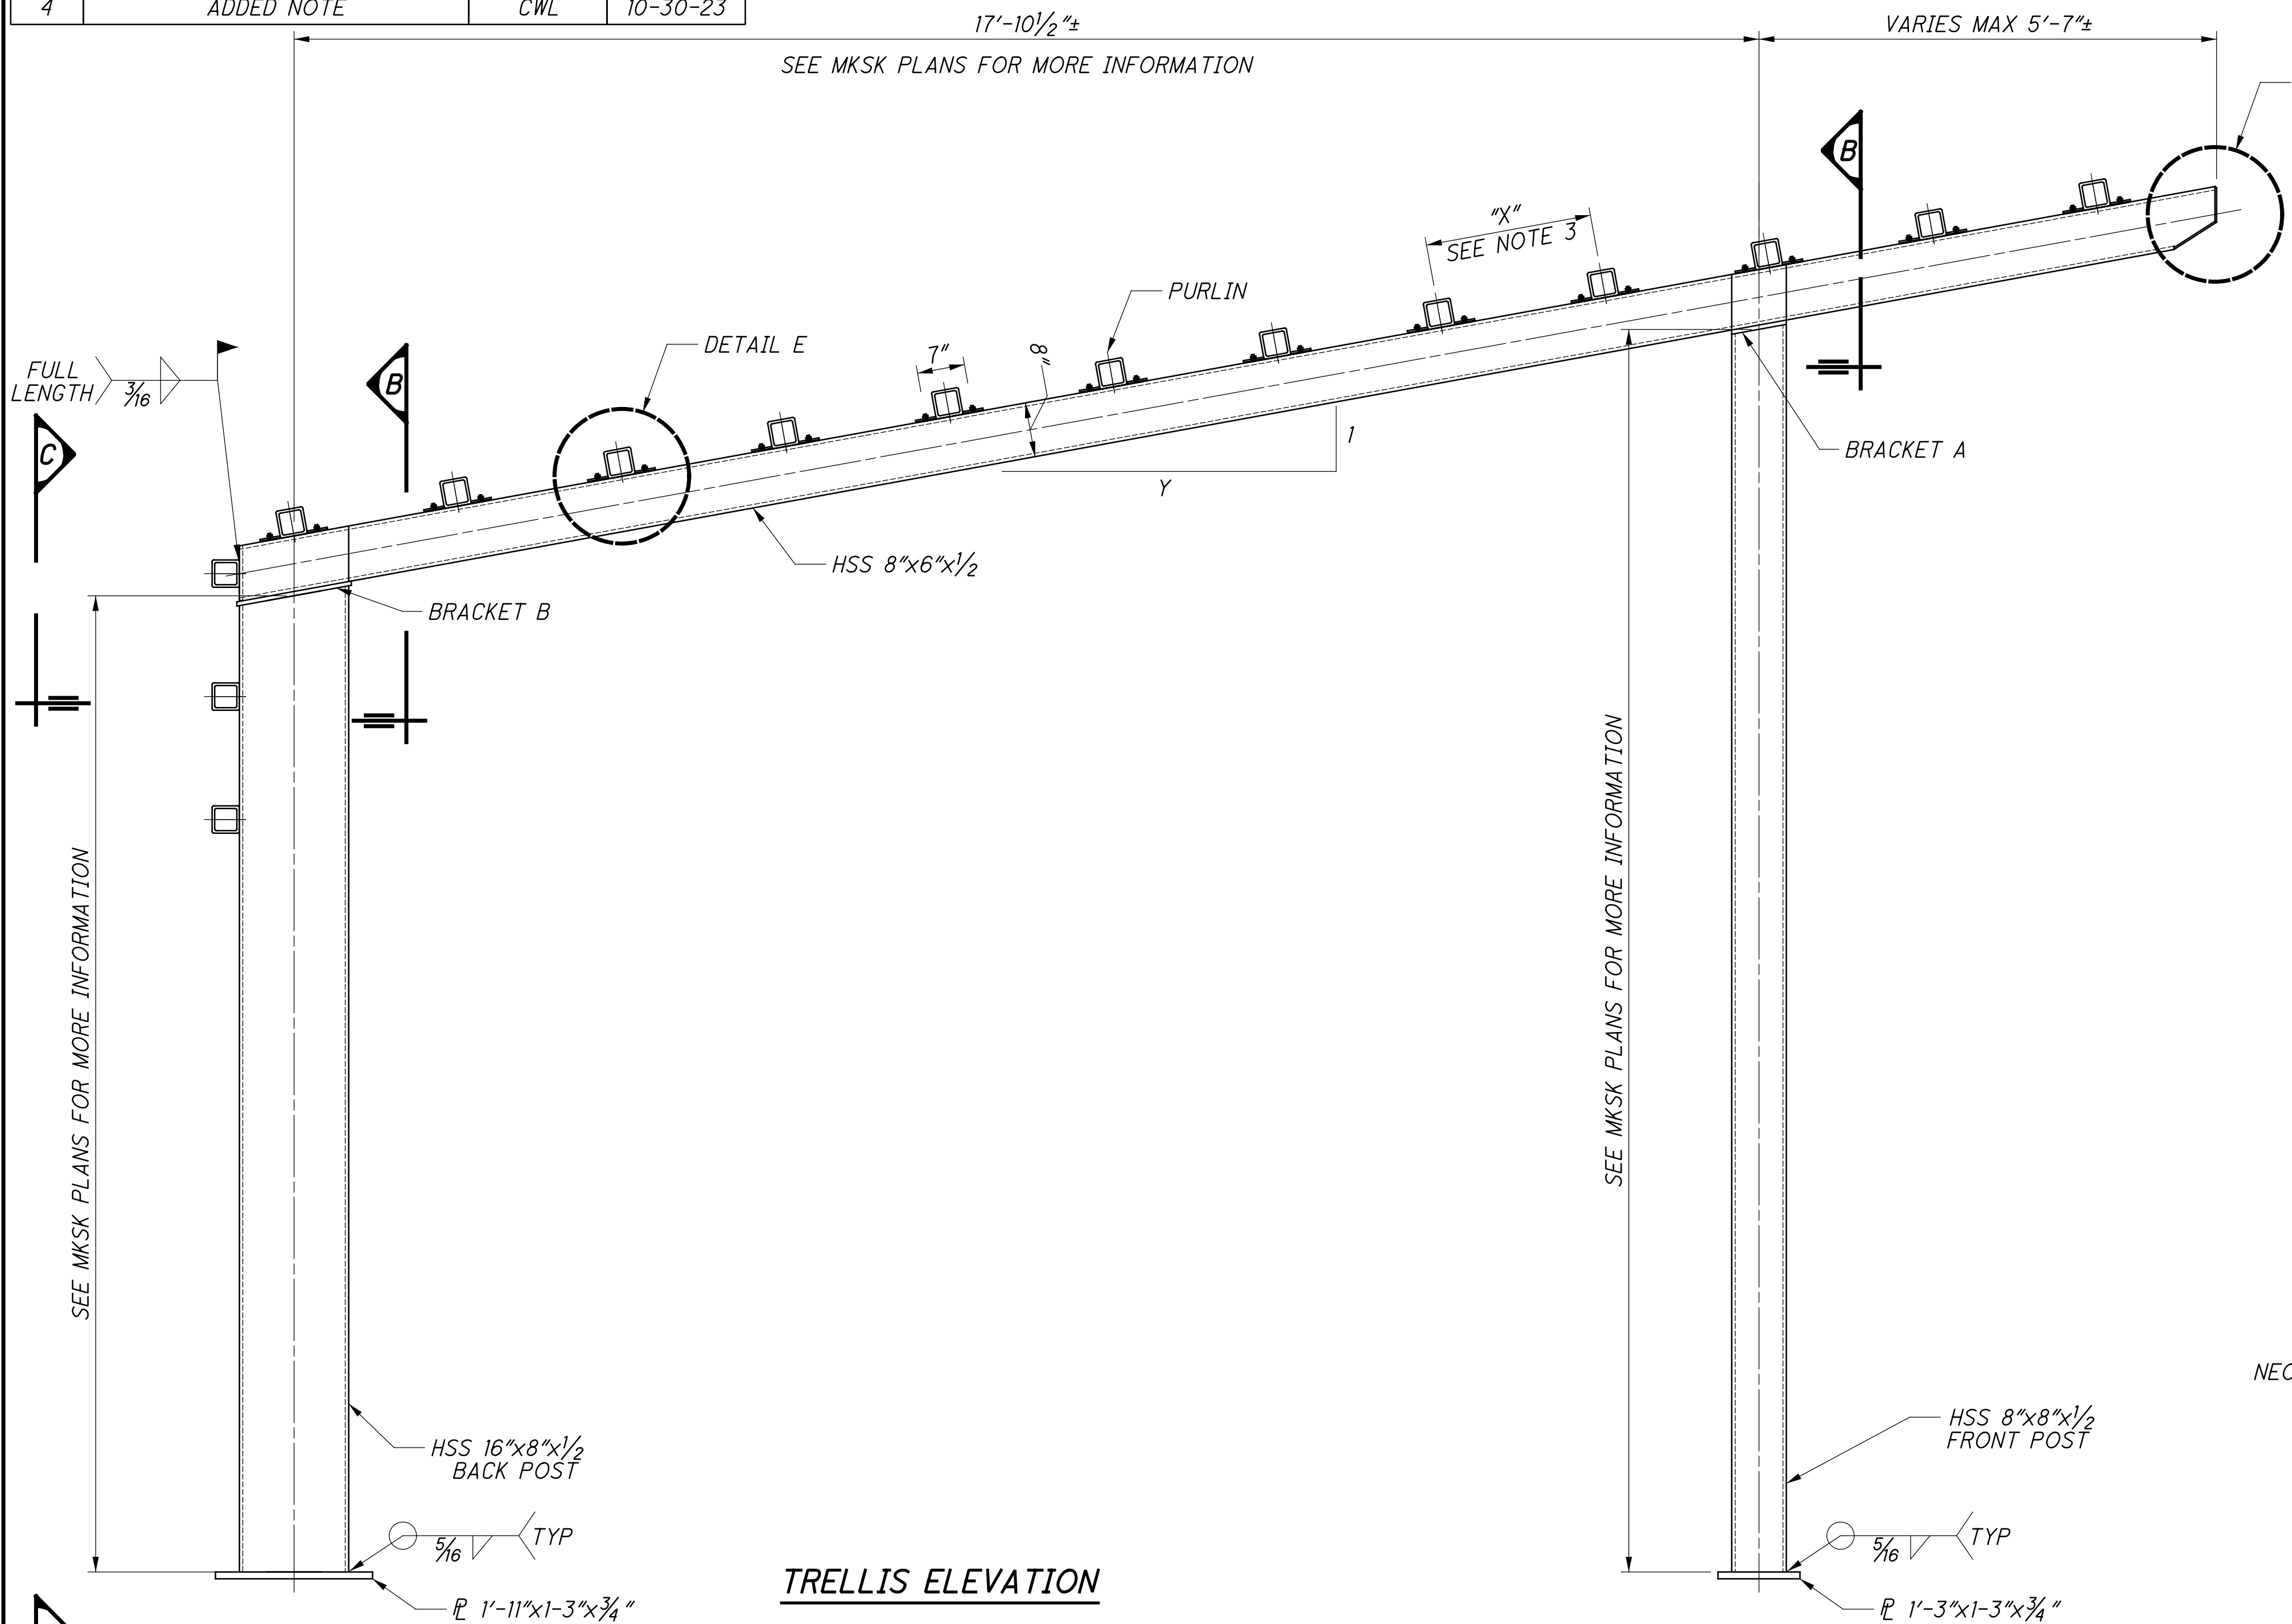 4 ADDED NOTE CWL 10-30-23
17'-10 1/2"±
VARIES MAX 5'-7"±
SEE MKSK PLANS FOR MORE INFORMATION
B
"X"
SEE NOTE 3
PURLIN
DETAIL E
7"
8"
FULL
LENGTH
3/16
B
C
1
Y
BRACKET A
HSS 8"x6"x1/2
BRACKET B
SEE MKSK PLANS FOR MORE INFORMATION
SEE MKSK PLANS FOR MORE INFORMATION
NEC
HSS 16"x8"x1/2
BACK POST
HSS 8"x8"x1/2
FRONT POST
5/16 TYP
5/16 TYP
TRELLIS ELEVATION
℄ 1'-11"x1-3"x3/4"
℄ 1'-3"x1-3"x3/4"